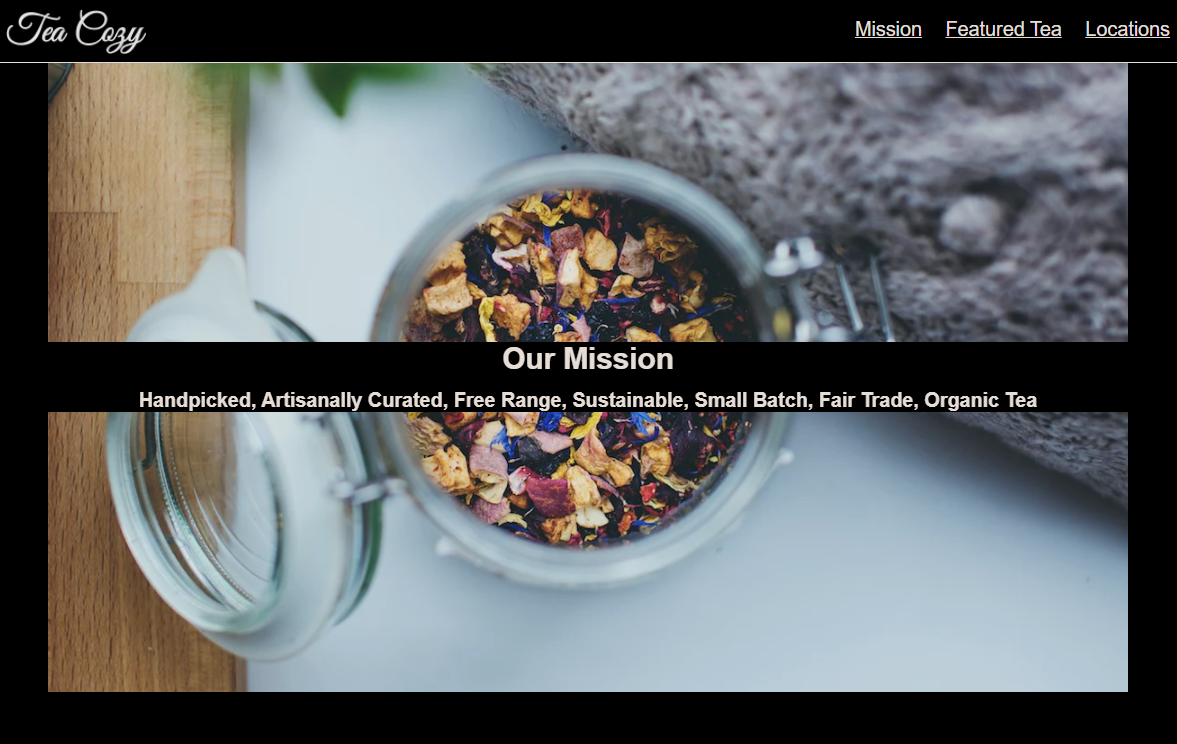 Tea Cozy
Mission Featured Tea Locations
Our Mission
Handpicked, Artisanally Curated, Free Range, Sustainable, Small Batch, Fair Trade, Organic Tea